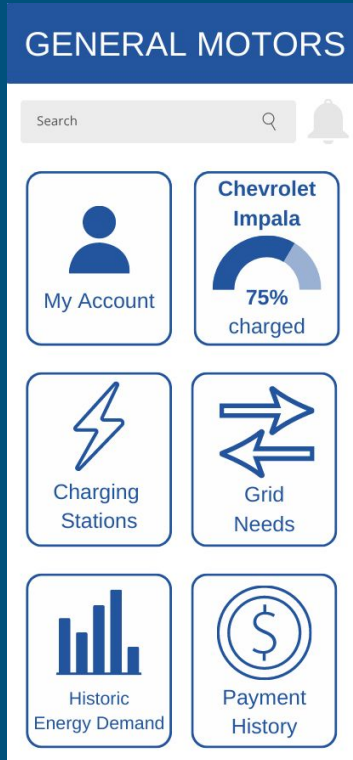 GENERAL MOTORS
Search
My Account
Chevrolet
Impala
75%
charged
Charging
Stations
Grid
Needs
Historic
Energy Demand
$
Payment
History